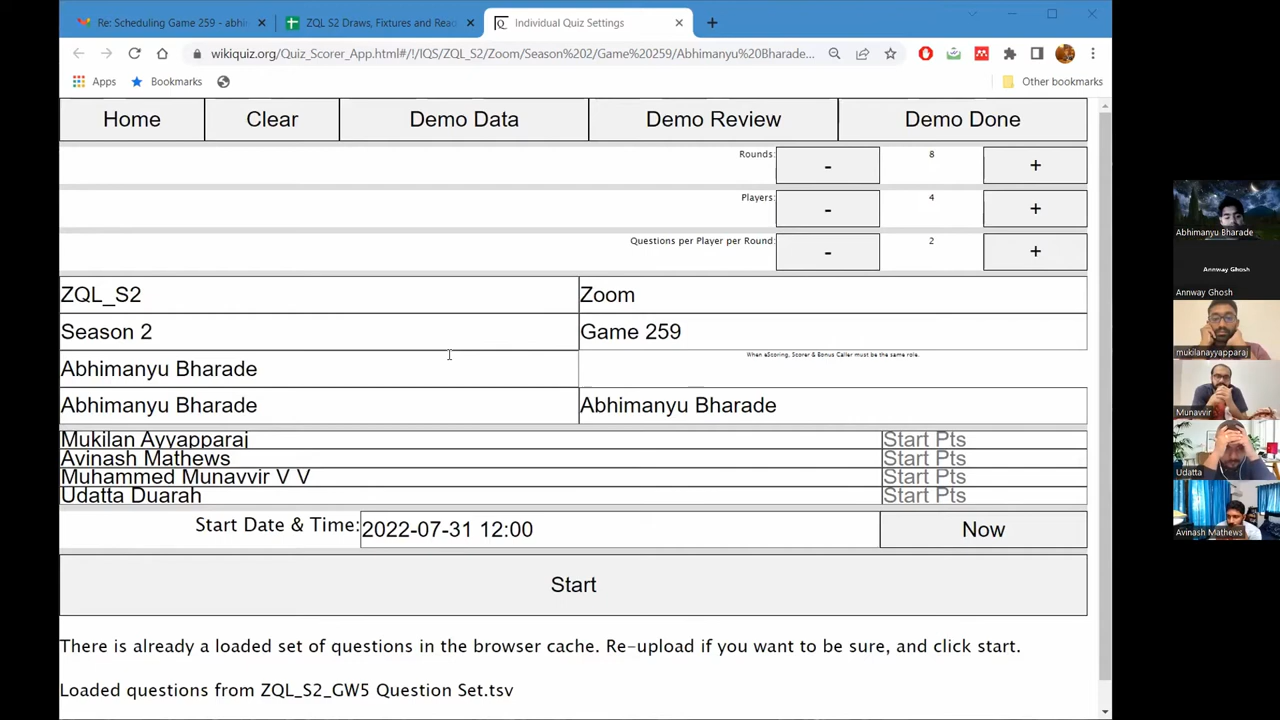 Re: Scheduling Game 259 - abhi
ZQL S2 Draws, Fixtures and Rea
Individual Quiz Settings
wikiquiz.org/Quiz_Scorer_App.html#/!/IQS/ZQL_S2/Zoom/Season%202/Game%20259/Abhimanyu%20Bharade...
Apps
Bookmarks
Other bookmarks
Home
Clear
Demo Data
Demo Review
Demo Done
Rounds:
-
8
+
Players:
-
4
+
Questions per Player per Round:
-
2
+
ZQL_S2
Zoom
Season 2
Game 259
Abhimanyu Bharade
When eScoring, Scorer & Bonus Caller must be the same role.
Abhimanyu Bharade
Abhimanyu Bharade
Mukilan Ayyapparaj
Start Pts
Avinash Mathews
Start Pts
Muhammed Munavvir V V
Start Pts
Udatta Duarah
Start Pts
Start Date & Time:
2022-07-31 12:00
Now
Start
There is already a loaded set of questions in the browser cache. Re-upload if you want to be sure, and click start.
Loaded questions from ZQL_S2_GW5 Question Set.tsv
Abhimanyu Bharade
Annway Ghosh
Annway Ghosh
mukilanayyapparaj
Munavvir
Udatta
Avinash Mathews